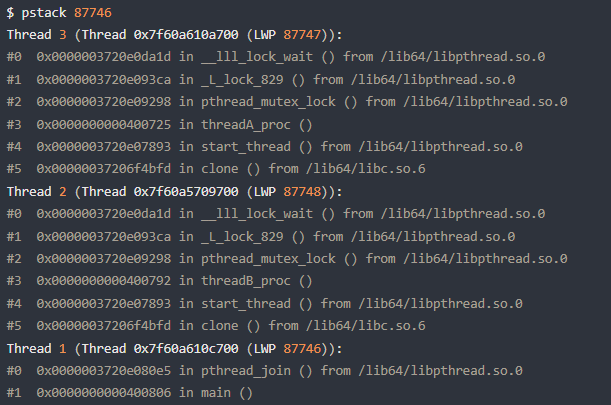 $ pstack 87746
Thread 3 (Thread 0x7f60a610a700 (LWP 87747)):
#0  0x0000003720e0da1d in __lll_lock_wait () from /lib64/libpthread.so.0
#1  0x0000003720e093ca in _L_lock_829 () from /lib64/libpthread.so.0
#2  0x0000003720e09298 in pthread_mutex_lock () from /lib64/libpthread.so.0
#3  0x0000000000400725 in threadA_proc ()
#4  0x0000003720e07893 in start_thread () from /lib64/libpthread.so.0
#5  0x00000037206f4bfd in clone () from /lib64/libc.so.6
Thread 2 (Thread 0x7f60a5709700 (LWP 87748)):
#0  0x0000003720e0da1d in __lll_lock_wait () from /lib64/libpthread.so.0
#1  0x0000003720e093ca in _L_lock_829 () from /lib64/libpthread.so.0
#2  0x0000003720e09298 in pthread_mutex_lock () from /lib64/libpthread.so.0
#3  0x0000000000400792 in threadB_proc ()
#4  0x0000003720e07893 in start_thread () from /lib64/libpthread.so.0
#5  0x00000037206f4bfd in clone () from /lib64/libc.so.6
Thread 1 (Thread 0x7f60a610c700 (LWP 87746)):
#0  0x0000003720e080e5 in pthread_join () from /lib64/libpthread.so.0
#1  0x0000000000400806 in main ()